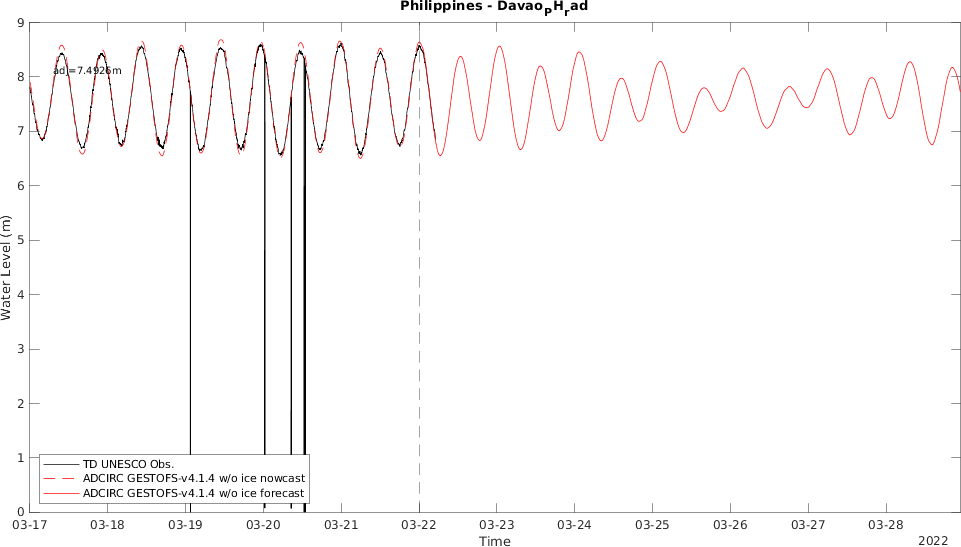 Philippines - DavaoPHrad
9
8
adj=7.4926m
7
6
5
4
3
2
1
0
Water Level (m)
TD UNESCO Obs.
ADCIRC GESTOFS-v4.1.4 w/o ice nowcast
ADCIRC GESTOFS-v4.1.4 w/o ice forecast
03-17 03-18 03-19 03-20 03-21 03-22 03-23 03-24 03-25 03-26 03-27 03-28
Time
2022